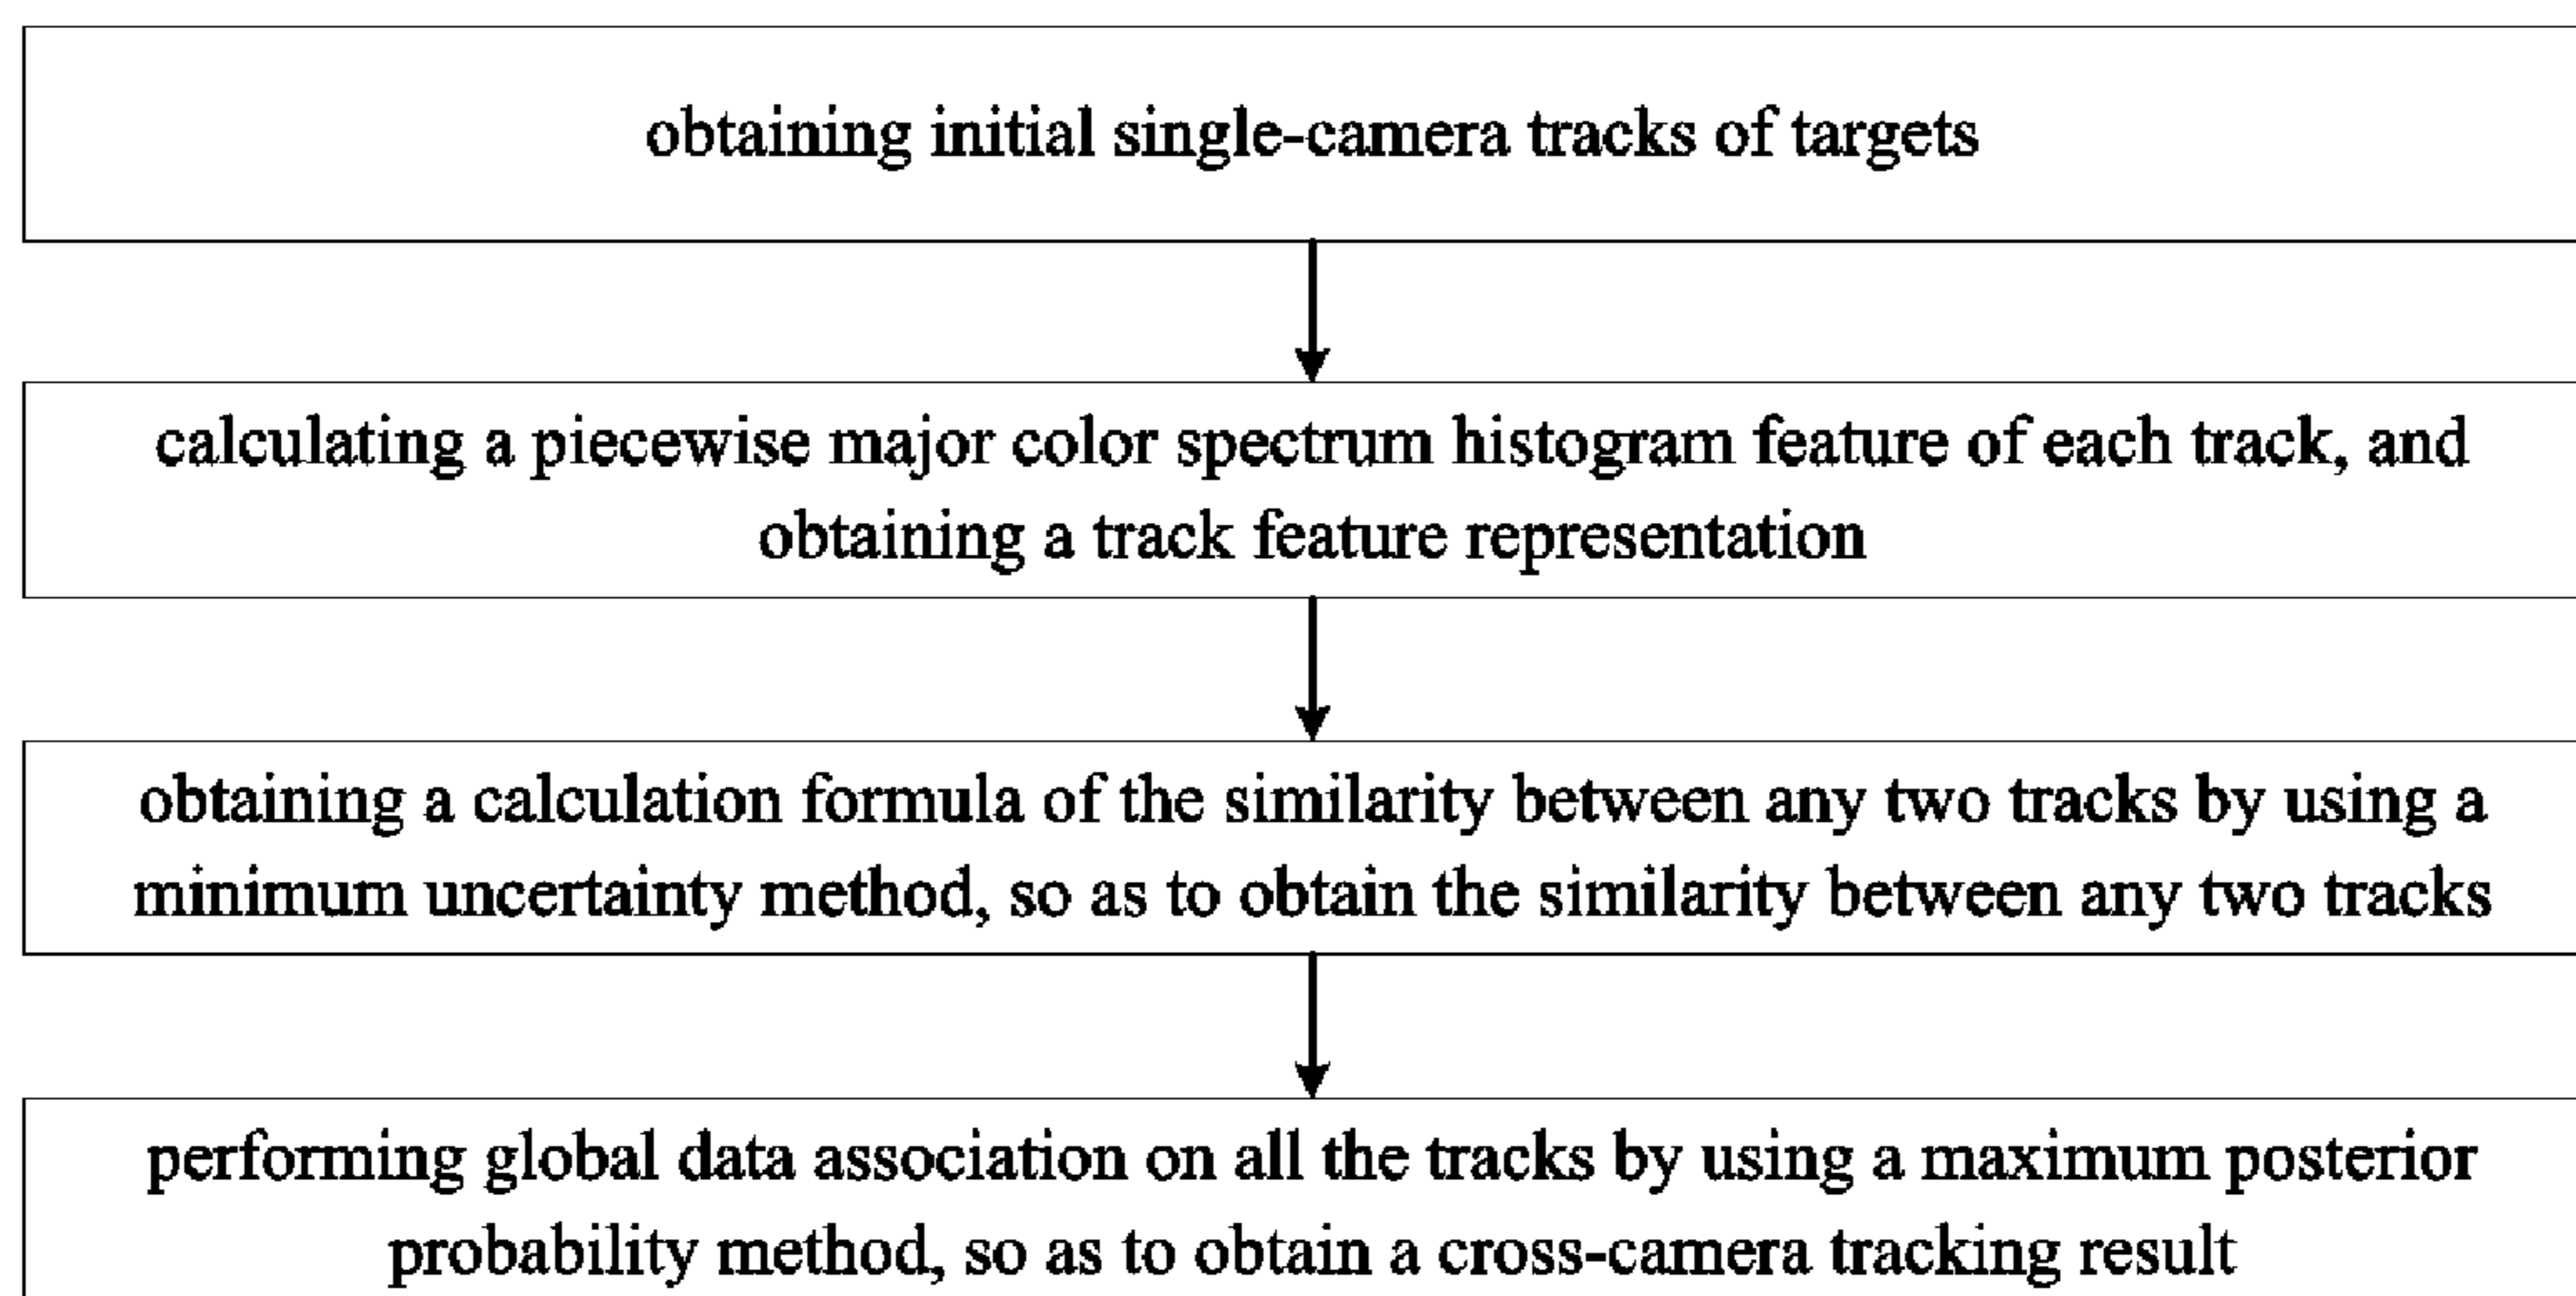 obtaining initial single-camera tracks of targets
calculating a piecewise major color spectrum histogram feature of each track, and
obtaining a track feature representation
obtaining a calculation formula of the similarity between any two tracks by using a
minimum uncertainty method, so as to obtain the similarity between any two tracks
performing global data association on all the tracks by using a maximum posterior
probability method, so as to obtain a cross-camera tracking result